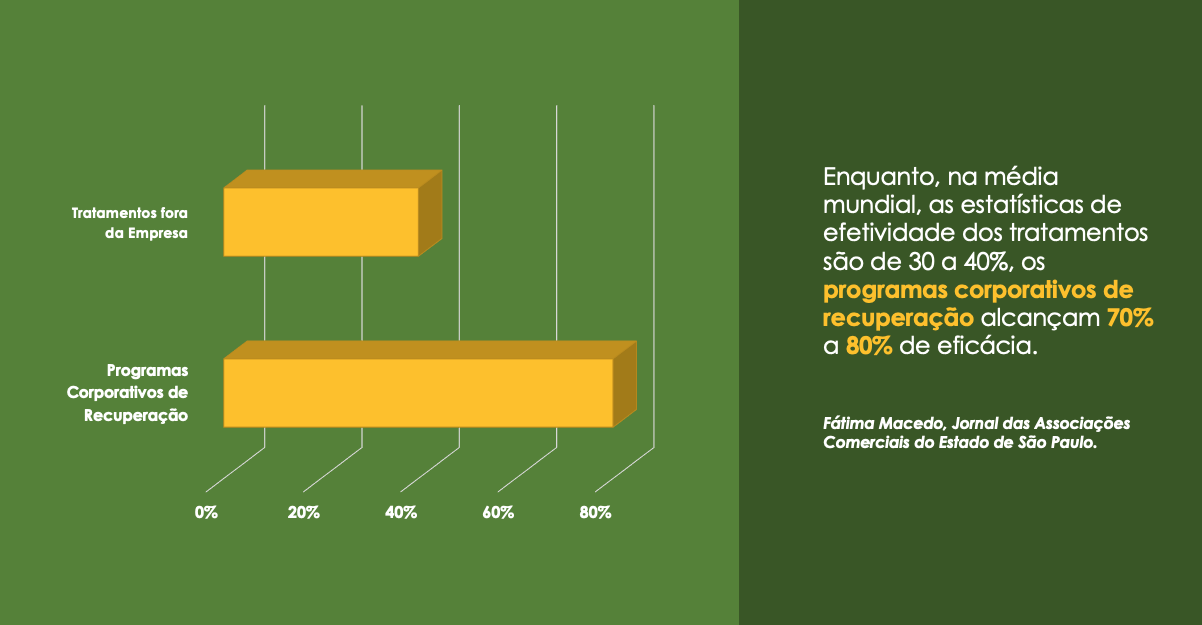 Tratamentos fora
da Empresa
Programas
Corporativos de
Recuperação
0%
20%
40%
60%
80%
Enquanto, na média
mundial, as estatísticas de
efetividade dos tratamentos
são de 30 a 40%, os
programas corporativos de
recuperação alcançam 70%
a 80% de eficácia.
Fátima Macedo, Jornal das Associações
Comerciais do Estado de São Paulo.